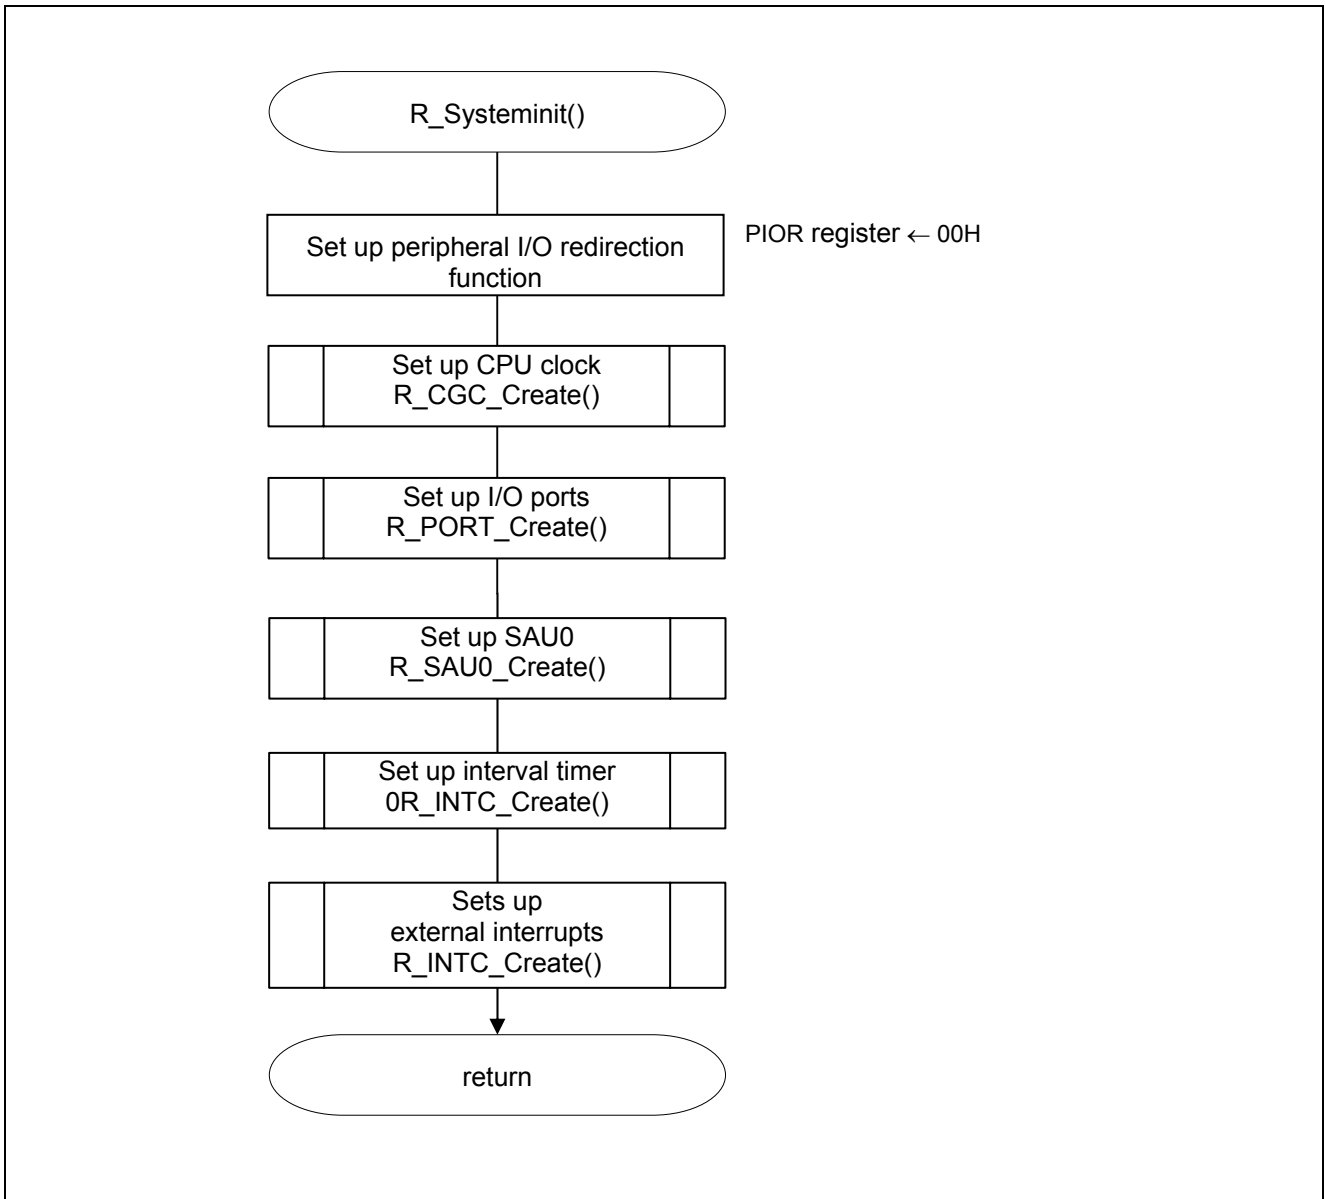 R_Systeminit()
Set up peripheral I/O redirection
function
PIOR register ← 00H
Set up CPU clock
R_CGC_Create()
Set up I/O ports
R_PORT_Create()
Set up SAU0
R_SAU0_Create()
Set up interval timer
0R_INTC_Create()
Sets up
external interrupts
R_INTC_Create()
return